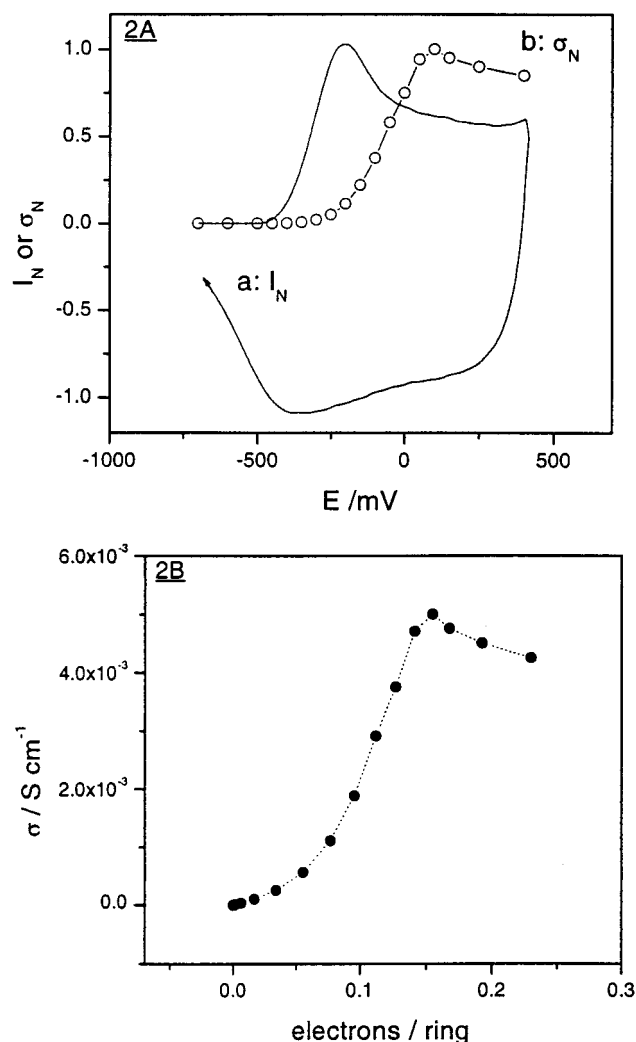 2A
b: σN
1.0
0.5
0.0
-0.5
-1.0
IN or σN
a: IN
-1000 -500 0 500
E /mV
2B
6.0x10-3
4.0x10-3
2.0x10-3
0.0
σ / S cm-1
0.0 0.1 0.2 0.3
electrons / ring